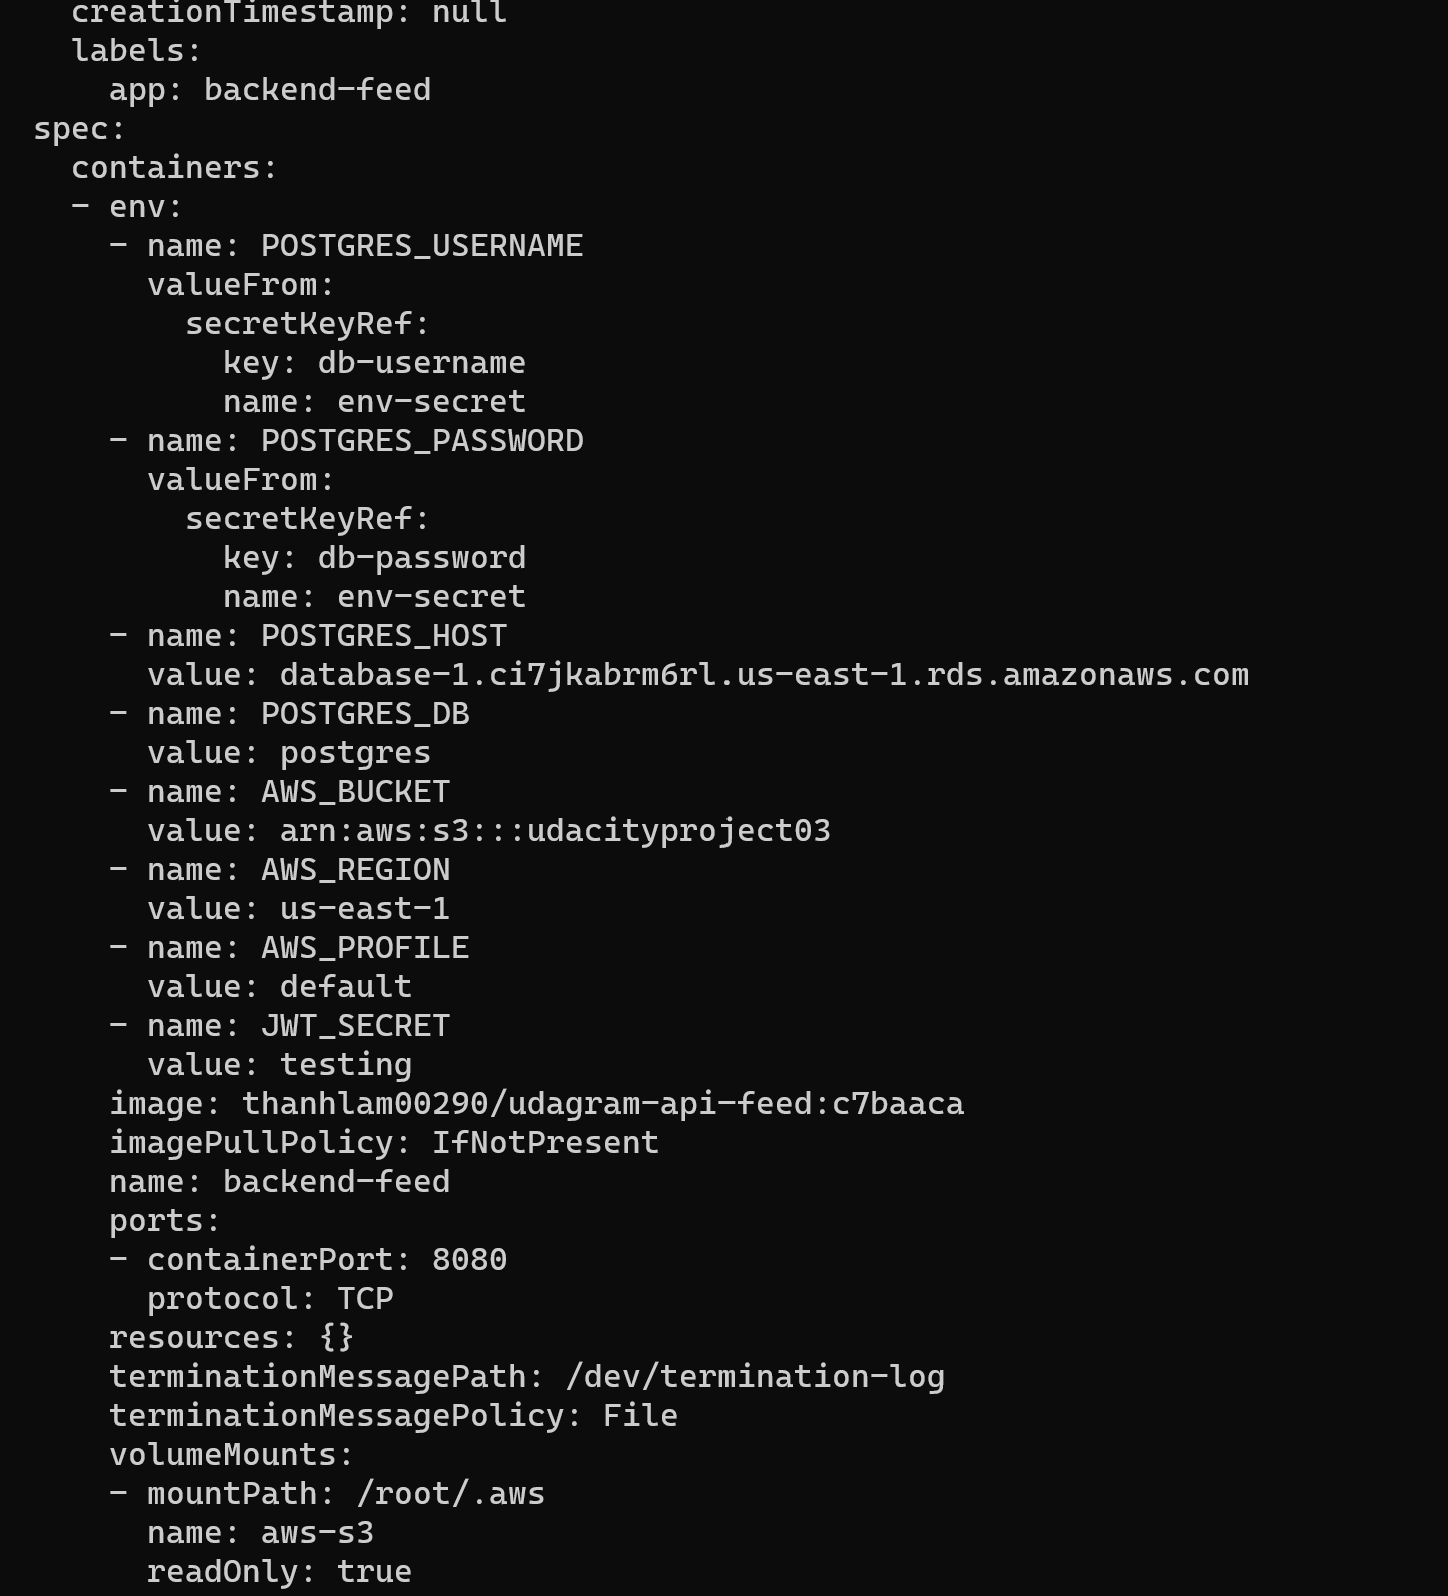 creationTimestamp: null
labels:
app: backend-feed
spec:
containers:
- env:
- name: POSTGRES_USERNAME
valueFrom:
secretKeyRef:
key: db-username
name: env-secret
- name: POSTGRES_PASSWORD
valueFrom:
secretKeyRef:
key: db-password
name: env-secret
- name: POSTGRES_HOST
value: database-1.ci7jkabrm6rl.us-east-1.rds.amazonaws.com
- name: POSTGRES_DB
value: postgres
- name: AWS_BUCKET
value: arn:aws:s3:::udacityproject03
- name: AWS_REGION
value: us-east-1
- name: AWS_PROFILE
value: default
- name: JWT_SECRET
value: testing
image: thanhlam00290/udagram-api-feed:c7baaca
imagePullPolicy: IfNotPresent
name: backend-feed
ports:
- containerPort: 8080
protocol: TCP
resources: {}
terminationMessagePath: /dev/termination-log
terminationMessagePolicy: File
volumeMounts:
- mountPath: /root/.aws
name: aws-s3
readOnly: true